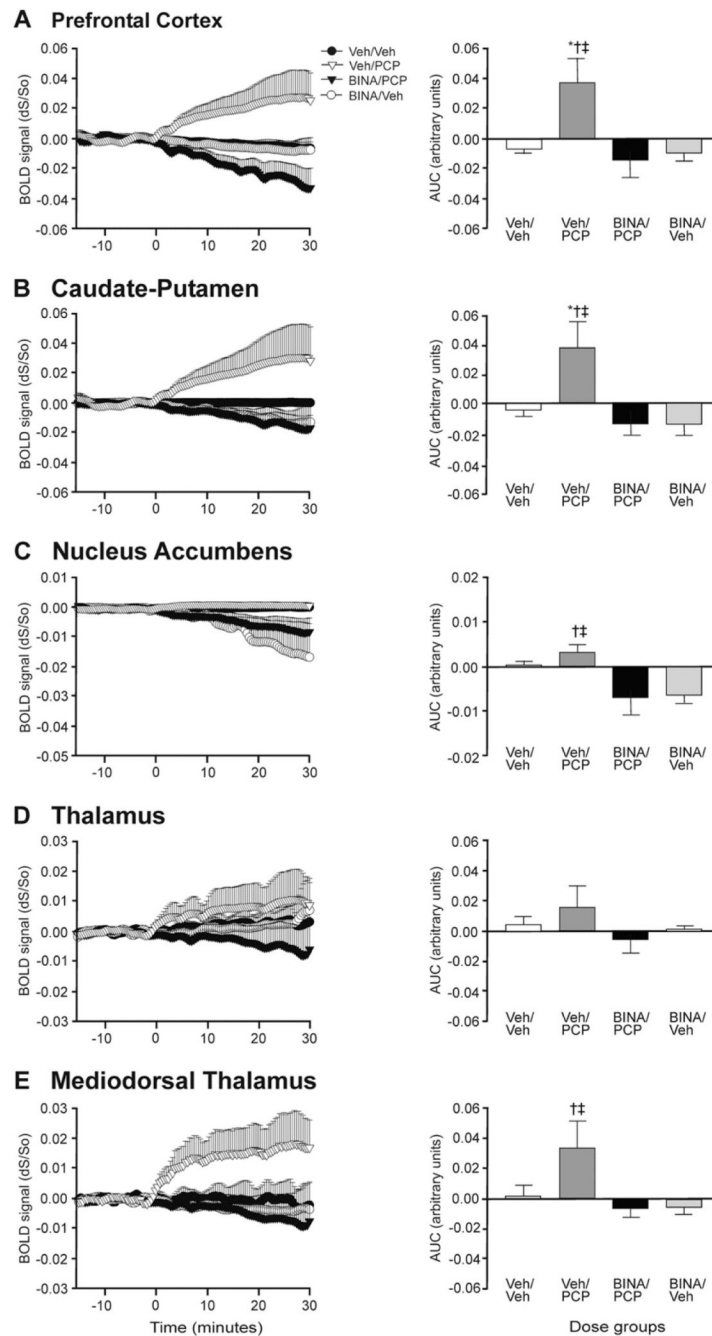 A Prefrontal Cortex
BOLD signal (dS/So)
0.06
0.04
0.02
0.00
-0.02
-0.04
-0.06
-10 0 10 20 30
Veh/Veh
Veh/PCP
BINA/PCP
BINA/Veh
AUC (arbitrary units)
0.06
0.04
0.02
0.00
-0.02
-0.04
-0.06
*†‡
Veh/ Veh/ BINA/ BINA/
Veh PCP PCP Veh
B Caudate-Putamen
BOLD signal (dS/So)
0.06
0.04
0.02
0.00
-0.02
-0.04
0.06
-10 0 10 20 30
AUC (arbitrary units)
0.06
0.04
0.02
0.00
-0.02
-0.04
-0.06
*†‡
Veh/ Veh/ BINA/ BINA/
Veh PCP PCP Veh
C Nucleus Accumbens
BOLD signal (dS/So)
0.01
0.00
-0.01
-0.02
-0.03
-0.05
-10 0 10 20 30
AUC (arbitrary units)
0.02
0.01
0.00
-0.01
-0.02
†‡
Veh/ Veh/ BINA/ BINA/
Veh PCP PCP Veh
D Thalamus
BOLD signal (dS/So)
0.03
0.02
0.01
0.00
-0.01
-0.02
-0.03
-10 0 10 20 30
AUC (arbitrary units)
0.06
0.04
0.02
0.00
-0.02
-0.04
-0.06
Veh/ Veh/ BINA/ BINA/
Veh PCP PCP Veh
E Mediodorsal Thalamus
BOLD signal (dS/So)
0.03
0.02
0.01
0.00
-0.01
-0.02
-0.03
-10 0 10 20 30
Time (minutes)
AUC (arbitrary units)
0.06
0.04
0.02
0.00
-0.02
-0.04
-0.06
†‡
Veh/ Veh/ BINA/ BINA/
Veh PCP PCP Veh
Dose groups